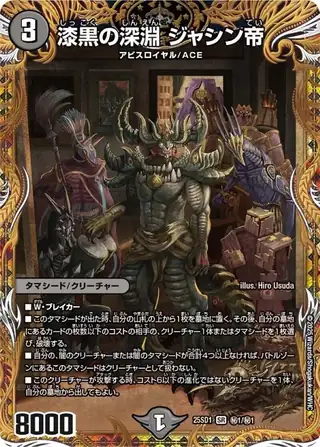 3
しっこく しんえん てい
漆黒の深淵 ジャシン帝
アビスロイヤル/ACE
illus. Hiro Usuda
タマシード/クリーチャー
■W・ブレイカー
■このタマシードが出た時、自分の山札の上から1枚を墓地に置く。その後、自分の墓地
にあるカードの枚数以下のコストの相手の、クリーチャー1体またはタマシードを1枚選
び、破壊する。
■自分の、闇のクリーチャーまたは闇のタマシードが合計4つ以上なければ、バトルゾー
ンにあるこのタマシードはクリーチャーとして扱わない。
■このクリーチャーが攻撃する時、コスト6以下の進化ではないクリーチャーを1体、自
8000
1
25SD1 SR ㊙1/㊙1